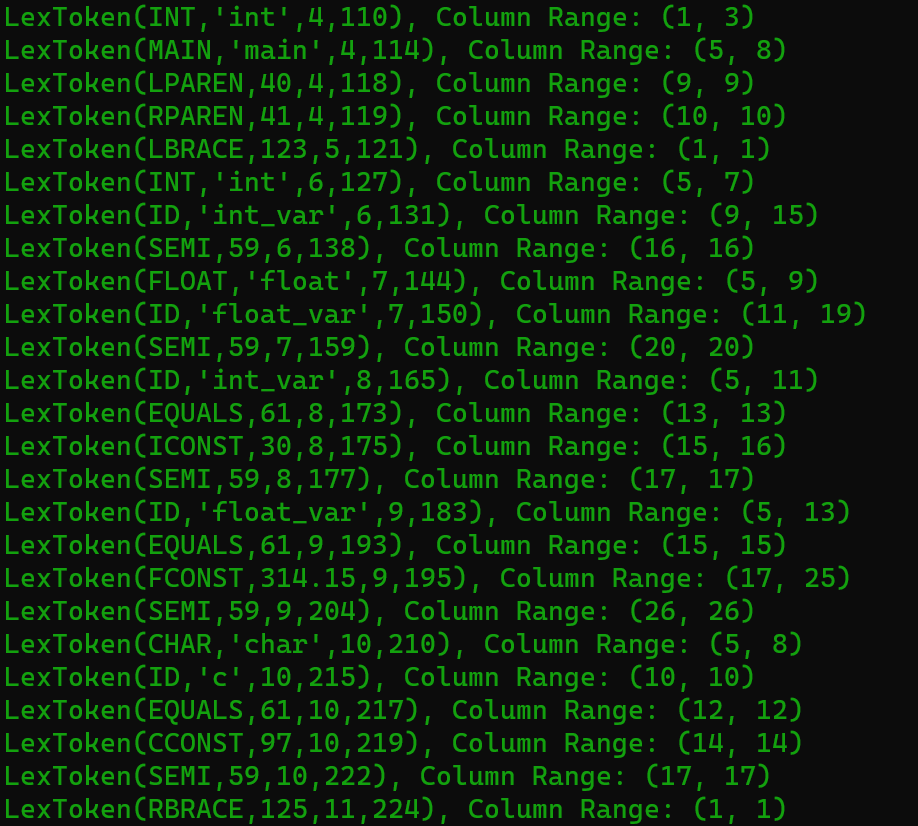 LexToken(INT,'int',4,110), Column Range: (1, 3)
LexToken(MAIN,'main',4,114), Column Range: (5, 8)
LexToken(LPAREN,40,4,118), Column Range: (9, 9)
LexToken(RPAREN,41,4,119), Column Range: (10, 10)
LexToken(LBRACE,123,5,121), Column Range: (1, 1)
LexToken(INT,'int',6,127), Column Range: (5, 7)
LexToken(ID,'int_var',6,131), Column Range: (9, 15)
LexToken(SEMI,59,6,138), Column Range: (16, 16)
LexToken(FLOAT,'float',7,144), Column Range: (5, 9)
LexToken(ID,'float_var',7,150), Column Range: (11, 19)
LexToken(SEMI,59,7,159), Column Range: (20, 20)
LexToken(ID,'int_var',8,165), Column Range: (5, 11)
LexToken(EQUALS,61,8,173), Column Range: (13, 13)
LexToken(ICONST,30,8,175), Column Range: (15, 16)
LexToken(SEMI,59,8,177), Column Range: (17, 17)
LexToken(ID,'float_var',9,183), Column Range: (5, 13)
LexToken(EQUALS,61,9,193), Column Range: (15, 15)
LexToken(FCONST,314.15,9,195), Column Range: (17, 25)
LexToken(SEMI,59,9,204), Column Range: (26, 26)
LexToken(CHAR,'char',10,210), Column Range: (5, 8)
LexToken(ID,'c',10,215), Column Range: (10, 10)
LexToken(EQUALS,61,10,217), Column Range: (12, 12)
LexToken(CCONST,97,10,219), Column Range: (14, 14)
LexToken(SEMI,59,10,222), Column Range: (17, 17)
LexToken(RBRACE,125,11,224), Column Range: (1, 1)